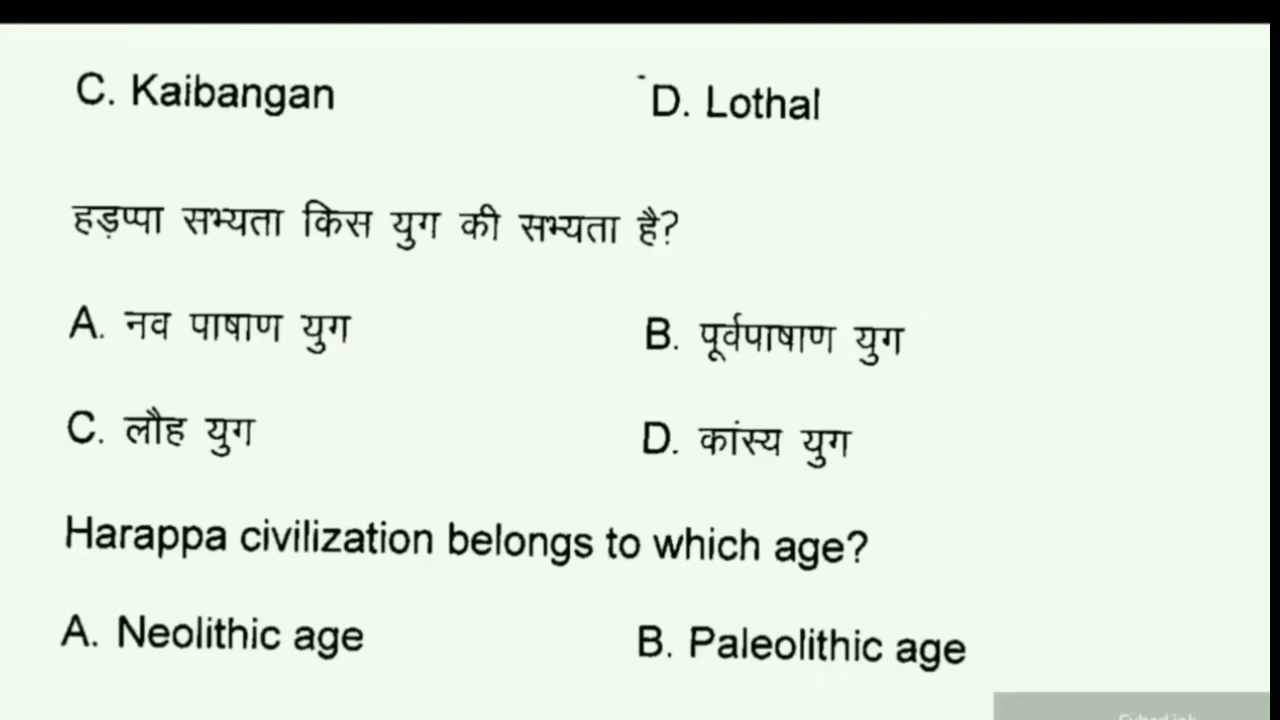 C. Kaibangan D. Lothal
हड़प्पा सभ्यता किस युग की सभ्यता है?
A. नव पाषाण युग B. पूर्वपाषाण युग
C. लौह युग D. कांस्य युग
Harappa civilization belongs to which age?
A. Neolithic age B. Paleolithic age